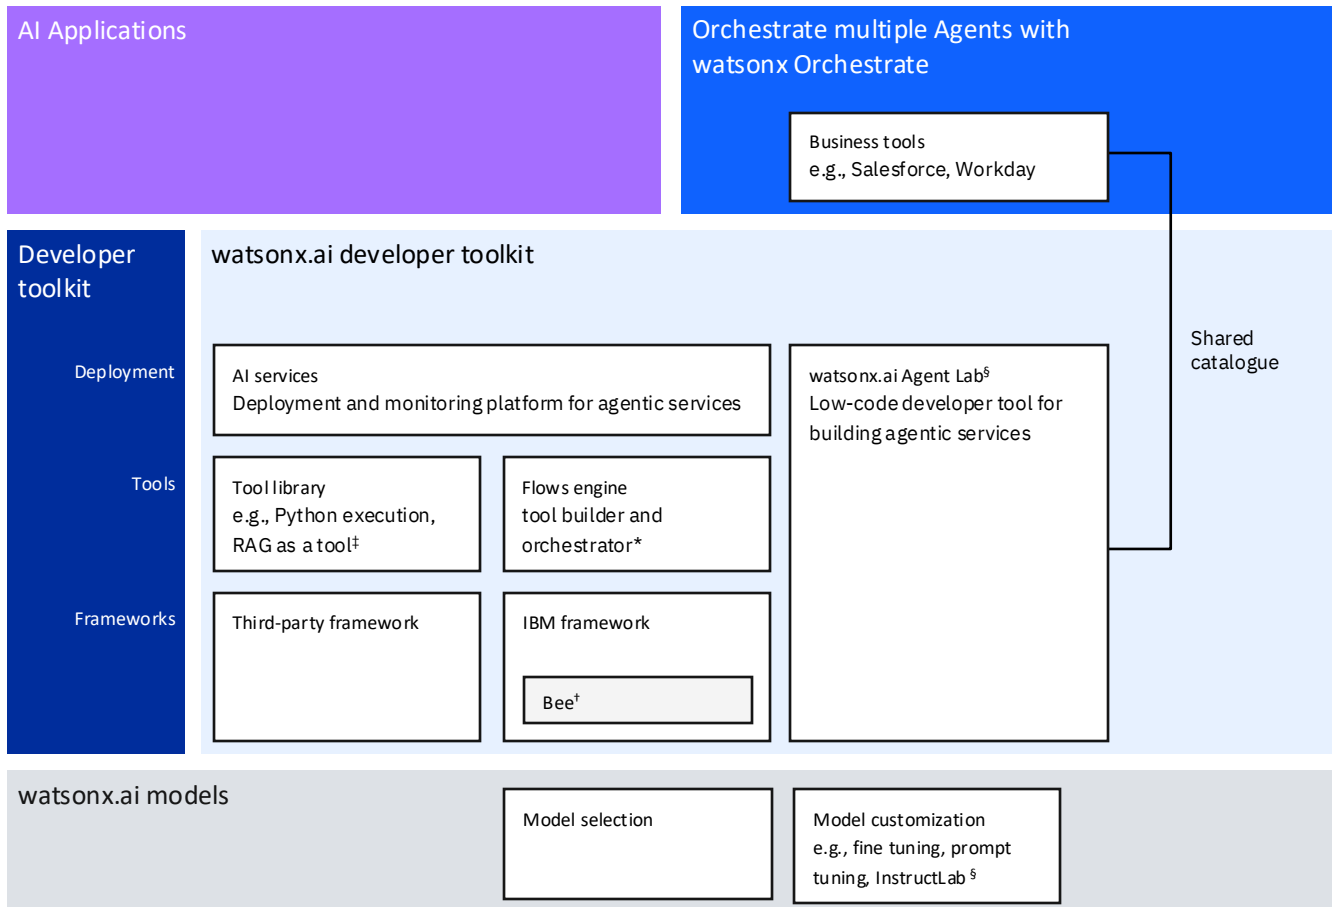 AI Applications
Orchestrate multiple Agents with
watsonx Orchestrate
Business tools
e.g., Salesforce, Workday
Developer
toolkit
watsonx.ai developer toolkit
Shared
catalogue
Deployment
AI services
Deployment and monitoring platform for agentic services
watsonx.ai Agent Lab§
Low-code developer tool for
building agentic services
Tools
Tool library
e.g., Python execution,
RAG as a tool‡
Flows engine
tool builder and
orchestrator*
Frameworks
Third-party framework
IBM framework
Bee†
watsonx.ai models
Model selection
Model customization
e.g., fine tuning, prompt
tuning, InstructLab §